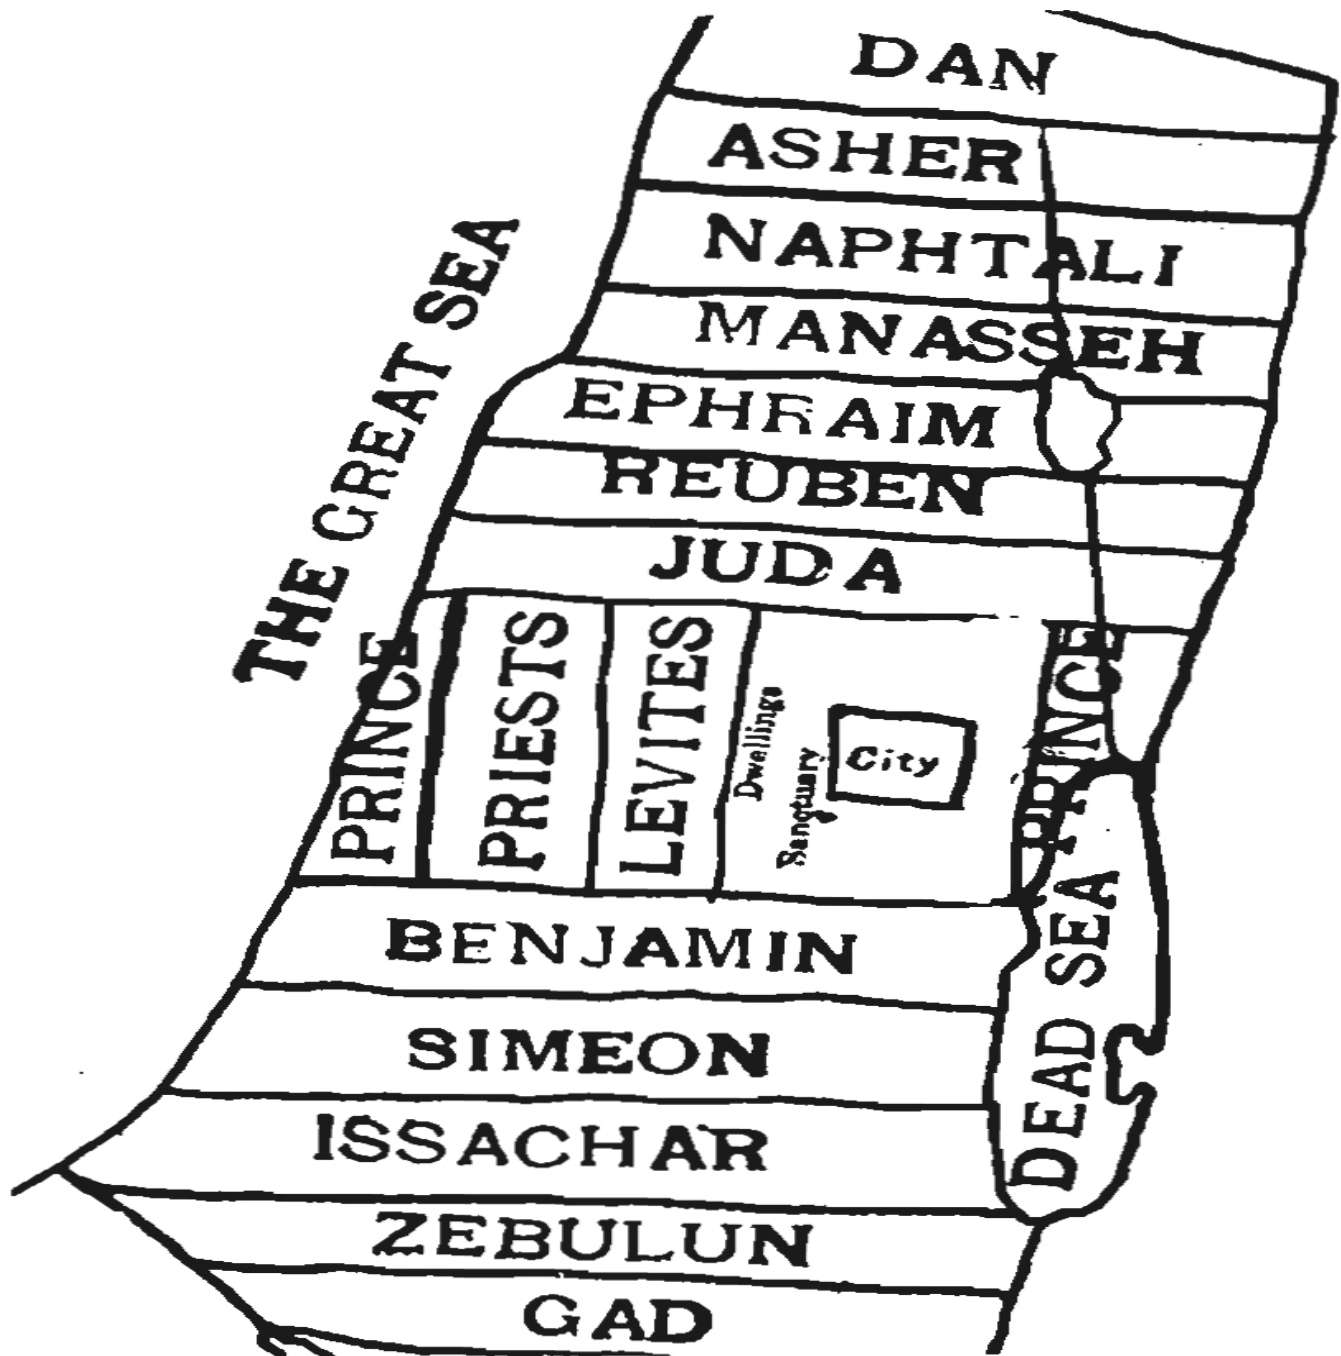 DAN
ASHER
NAPHTALI
MANASSEH
EPHRAIM
REUBEN
JUDA
THE GREAT SEA
PRINCE
PRIESTS
LEVITES
Dwellings
Sanctuary
City
PRINCE
BENJAMIN
SIMEON
ISSACHAR
ZEBULUN
GAD
DEAD SEA